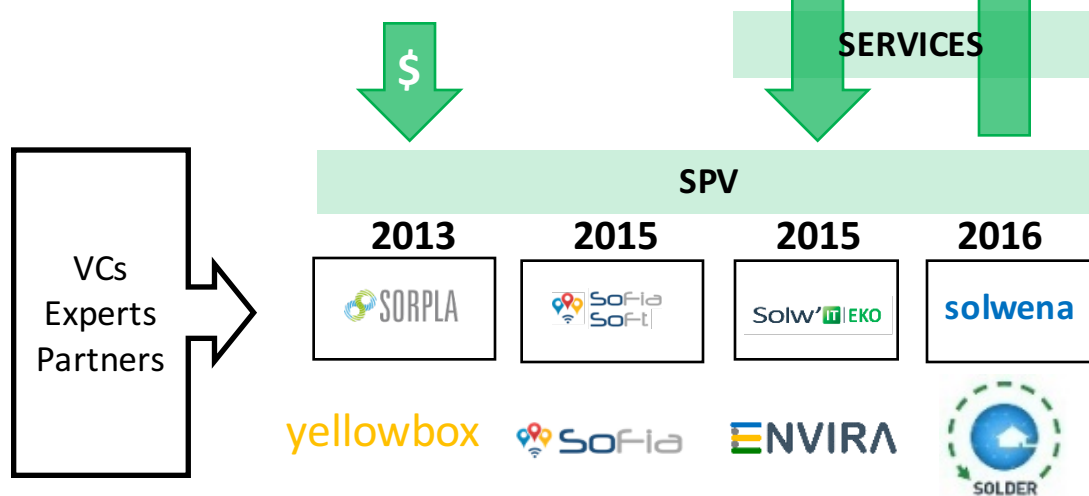 $
SERVICES
SPV
2013
2015
2015
2016
VCs
Experts
Partners
SORPLA
SoFia
SoFt
Solw'iT EKO
solwena
yellowbox
SoFia
ENVIRA
SOLDER